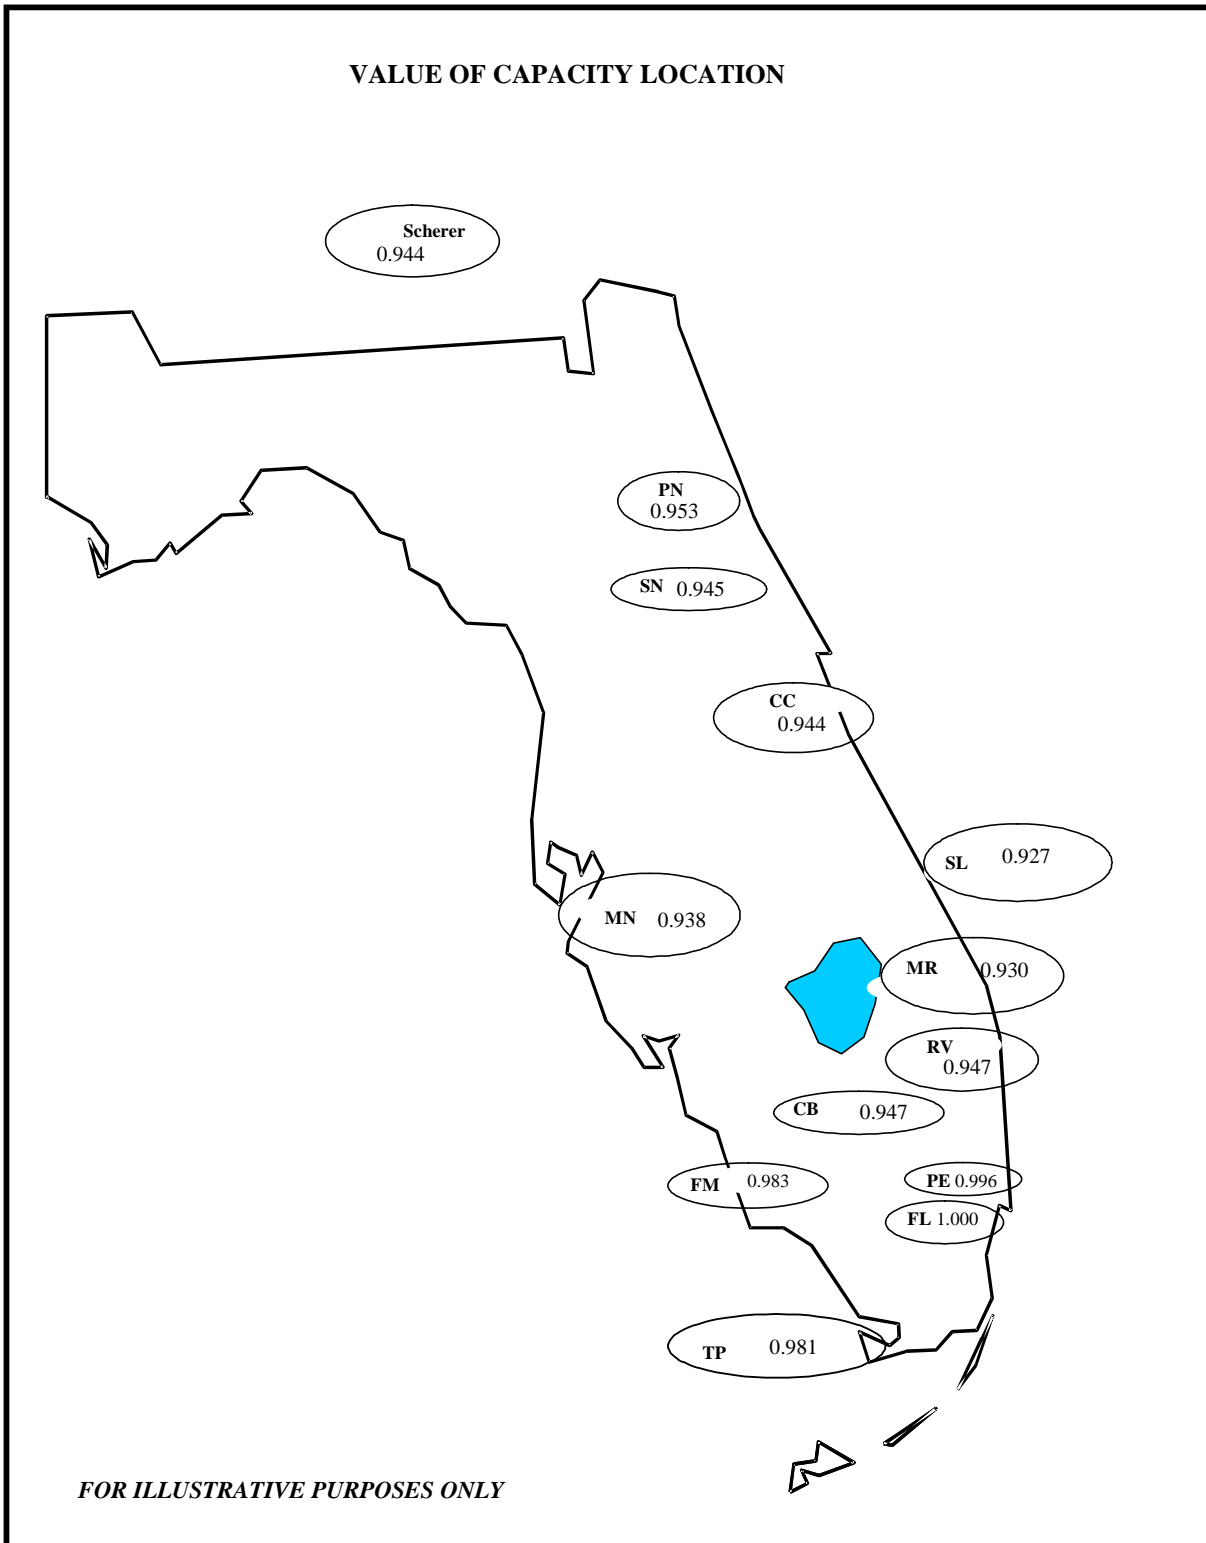 VALUE OF CAPACITY LOCATION
Scherer
0.944
PN
0.953
SN 0.945
CC
0.944
SL 0.927
MN 0.938
MR 0.930
RV
0.947
CB 0.947
FM 0.983
PE 0.996
FL 1.000
TP 0.981
FOR ILLUSTRATIVE PURPOSES ONLY